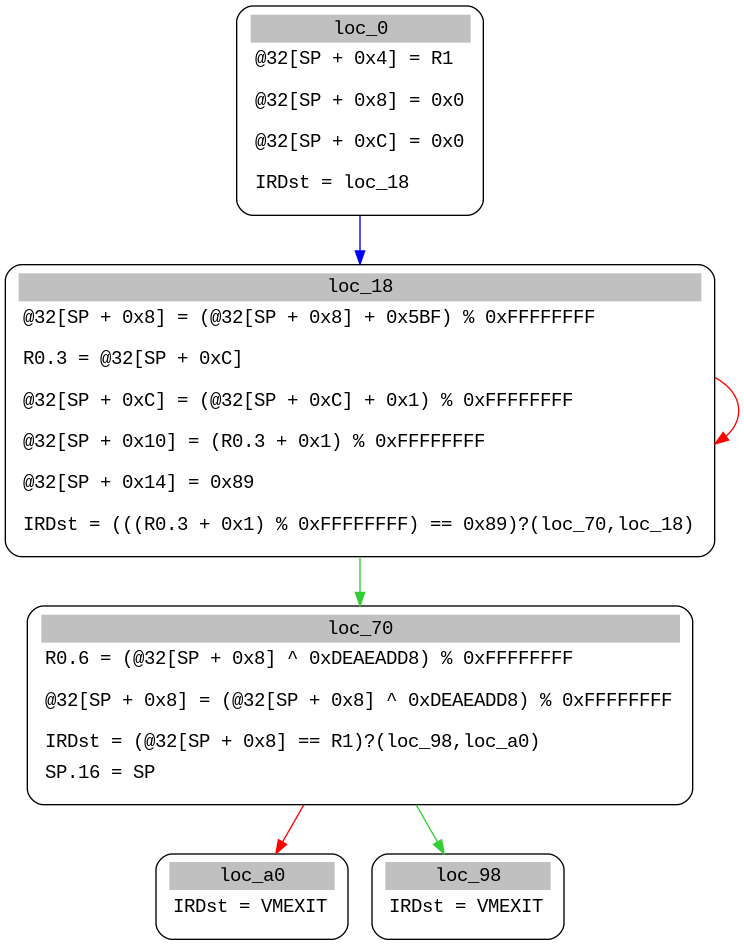 loc_0
@32[SP + 0x4] = R1
@32[SP + 0x8] = 0x0
@32[SP + 0xC] = 0x0
IRDst = loc_18
loc_18
@32[SP + 0x8] = (@32[SP + 0x8] + 0x5BF) % 0xFFFFFFFF
R0.3 = @32[SP + 0xC]
@32[SP + 0xC] = (@32[SP + 0xC] + 0x1) % 0xFFFFFFFF
@32[SP + 0x10] = (R0.3 + 0x1) % 0xFFFFFFFF
@32[SP + 0x14] = 0x89
IRDst = (((R0.3 + 0x1) % 0xFFFFFFFF) == 0x89)?(loc_70,loc_18)
loc_70
R0.6 = (@32[SP + 0x8] ^ 0xDEAEADD8) % 0xFFFFFFFF
@32[SP + 0x8] = (@32[SP + 0x8] ^ 0xDEAEADD8) % 0xFFFFFFFF
IRDst = (@32[SP + 0x8] == R1)?(loc_98,loc_a0)
SP.16 = SP
loc_a0
IRDst = VMEXIT
loc_98
IRDst = VMEXIT